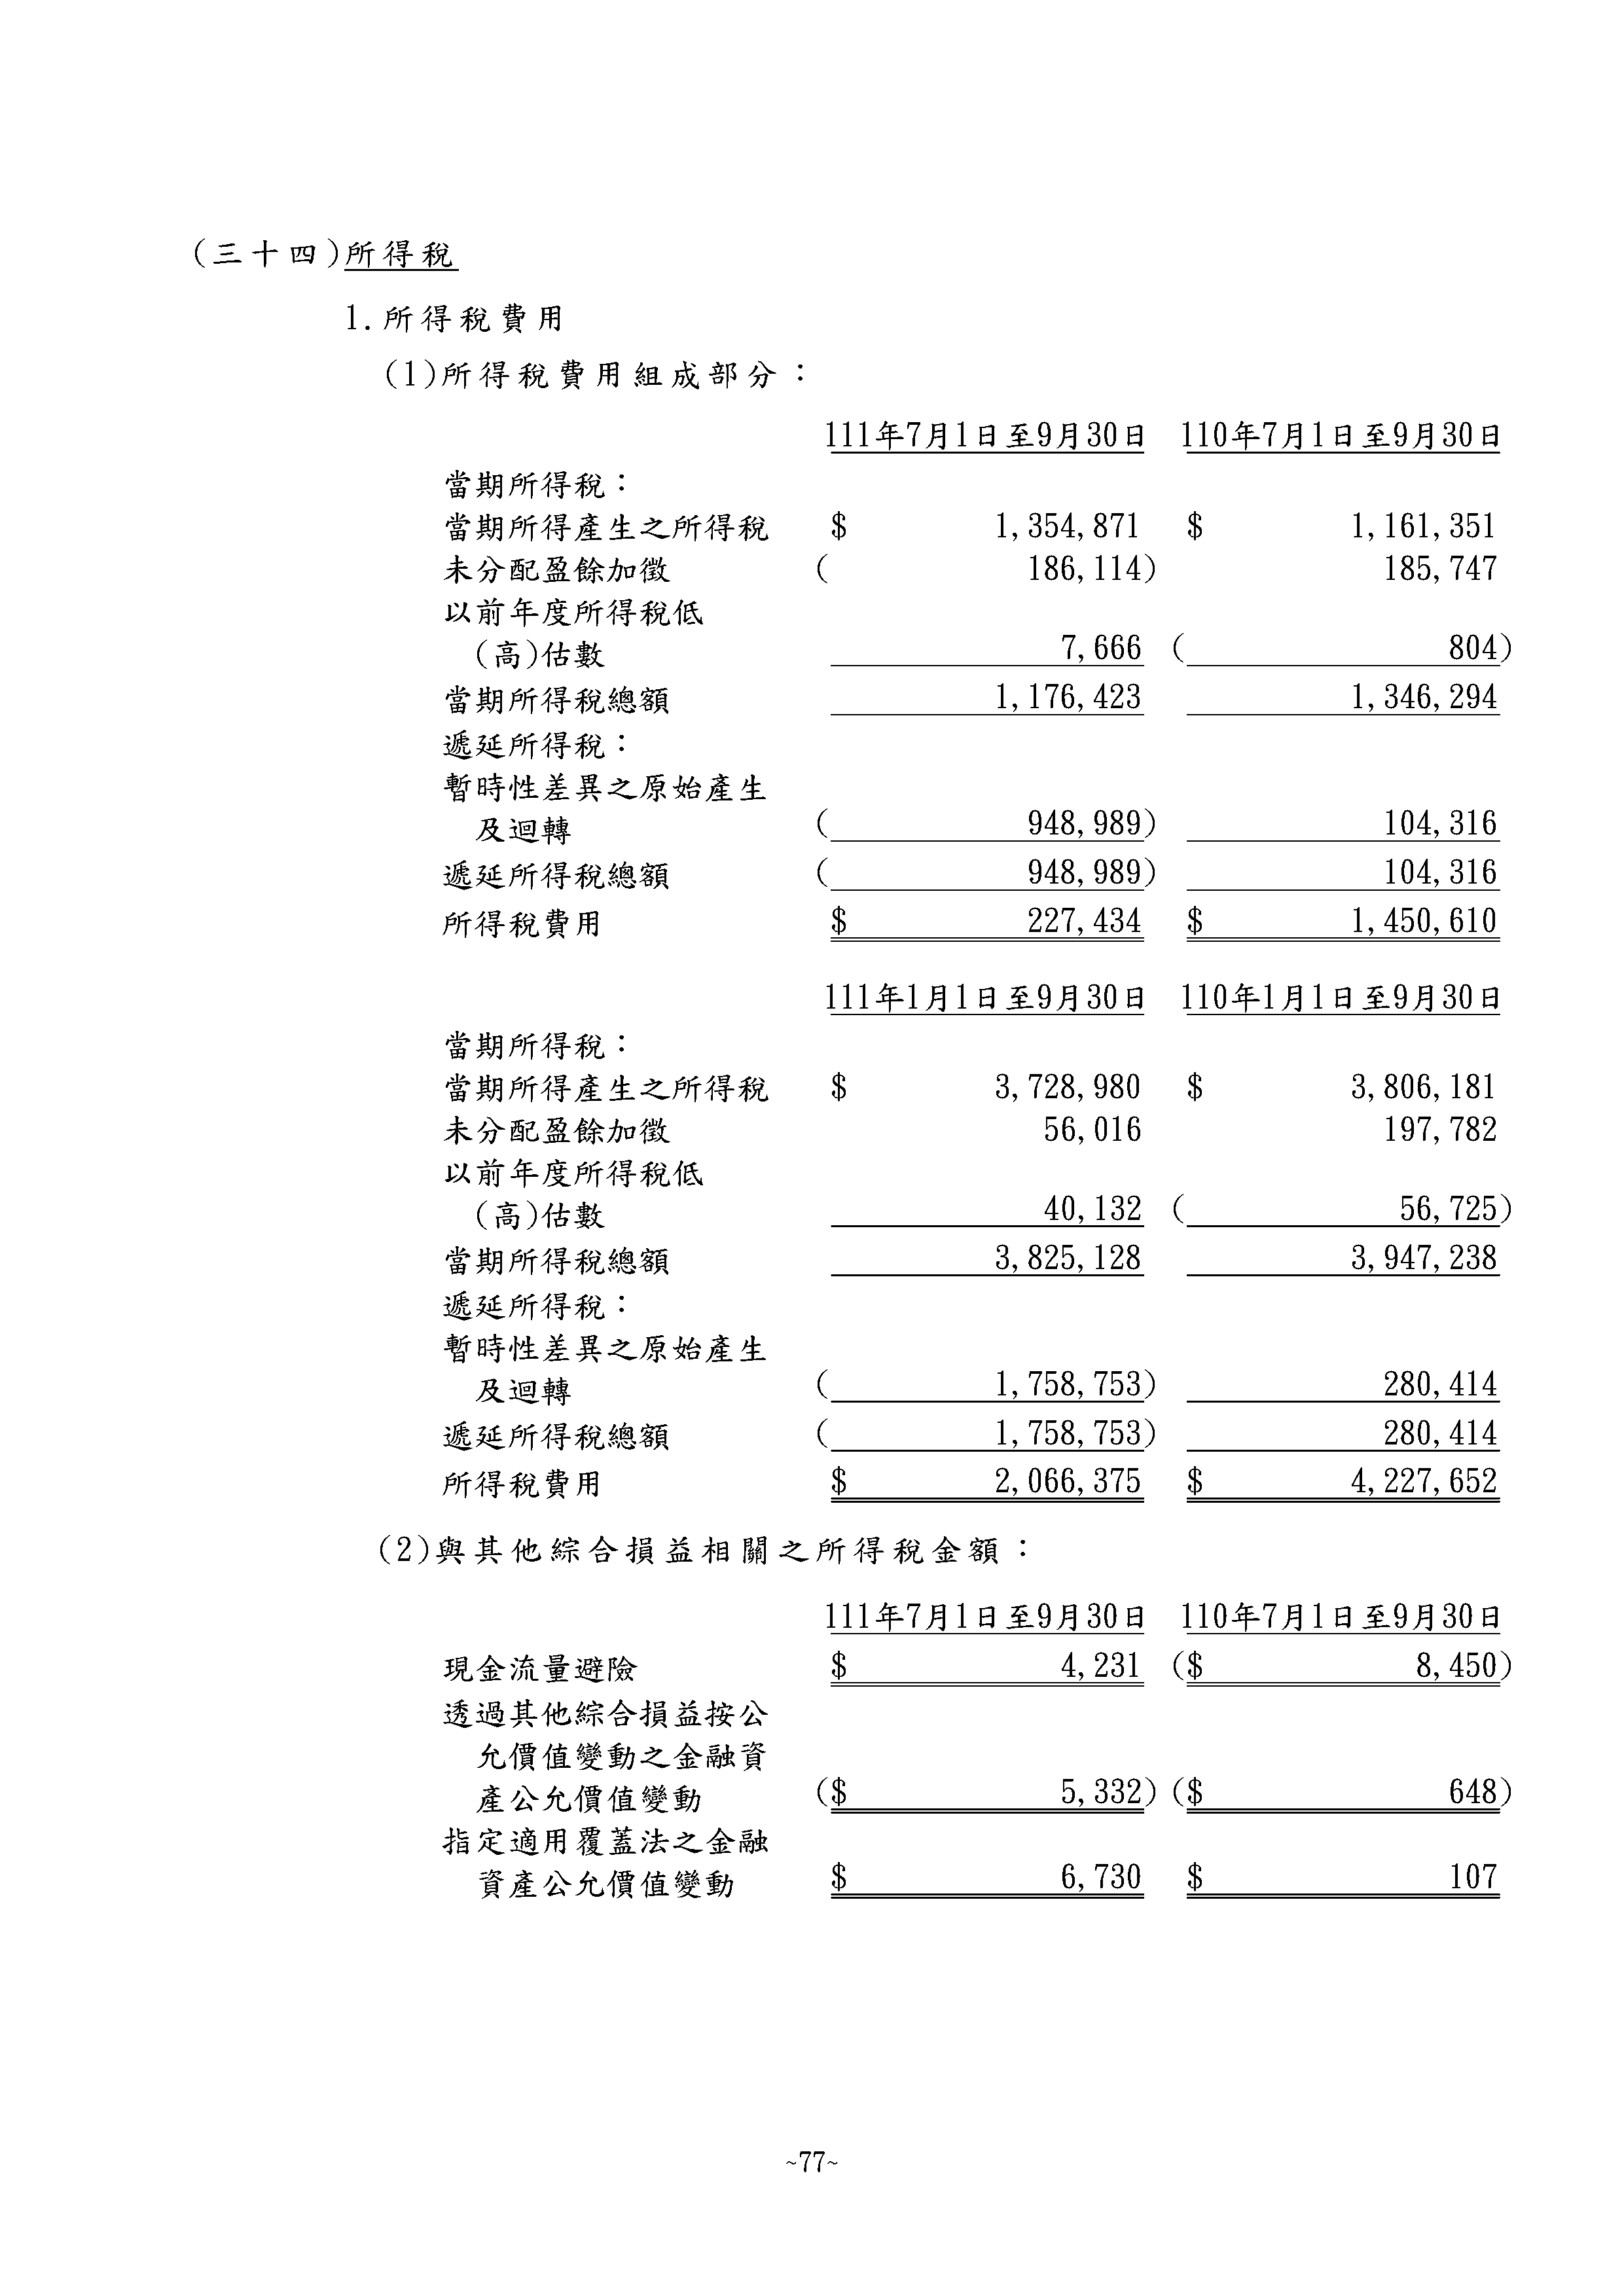 (三十四)所得稅
1.所得稅費用
(1)所得稅費用組成部分：
111年7月1日至9月30日 110年7月1日至9月30日
當期所得稅：
當期所得產生之所得稅 $ 1,354,871 $ 1,161,351
未分配盈餘加徵 ( 186,114) 185,747
以前年度所得稅低
(高)估數 7,666 ( 804)
當期所得稅總額 1,176,423 1,346,294
遞延所得稅：
暫時性差異之原始產生
及迴轉 ( 948,989) 104,316
遞延所得稅總額 ( 948,989) 104,316
所得稅費用 $ 227,434 $ 1,450,610
111年1月1日至9月30日 110年1月1日至9月30日
當期所得稅：
當期所得產生之所得稅 $ 3,728,980 $ 3,806,181
未分配盈餘加徵 56,016 197,782
以前年度所得稅低
(高)估數 40,132 ( 56,725)
當期所得稅總額 3,825,128 3,947,238
遞延所得稅：
暫時性差異之原始產生
及迴轉 ( 1,758,753) 280,414
遞延所得稅總額 ( 1,758,753) 280,414
所得稅費用 $ 2,066,375 $ 4,227,652
(2)與其他綜合損益相關之所得稅金額：
111年7月1日至9月30日 110年7月1日至9月30日
現金流量避險 $ 4,231 ($ 8,450)
透過其他綜合損益按公
允價值變動之金融資
產公允價值變動 ($ 5,332) ($ 648)
指定適用覆蓋法之金融
資產公允價值變動 $ 6,730 $ 107
~77~